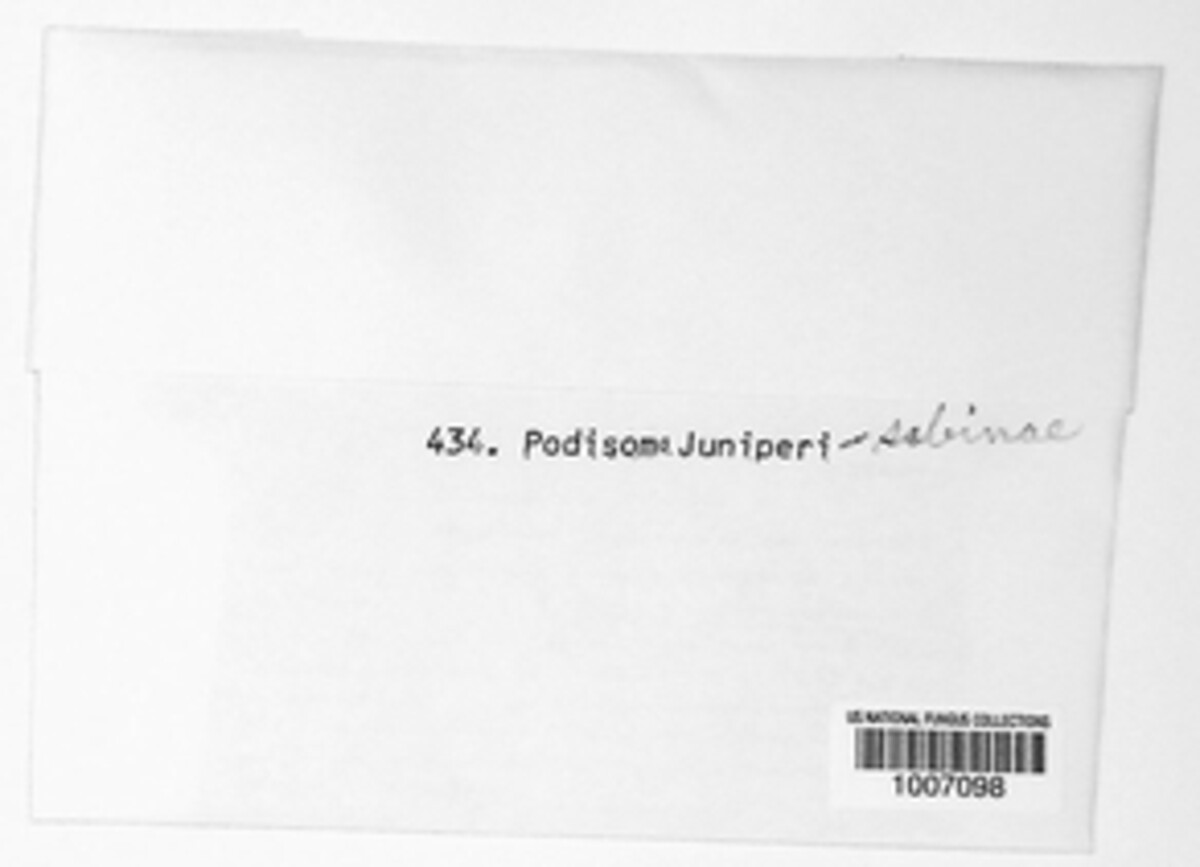 434. Podisoma Juniperi - sabinae
US NATIONAL FUNGUS COLLECTIONS
1007098